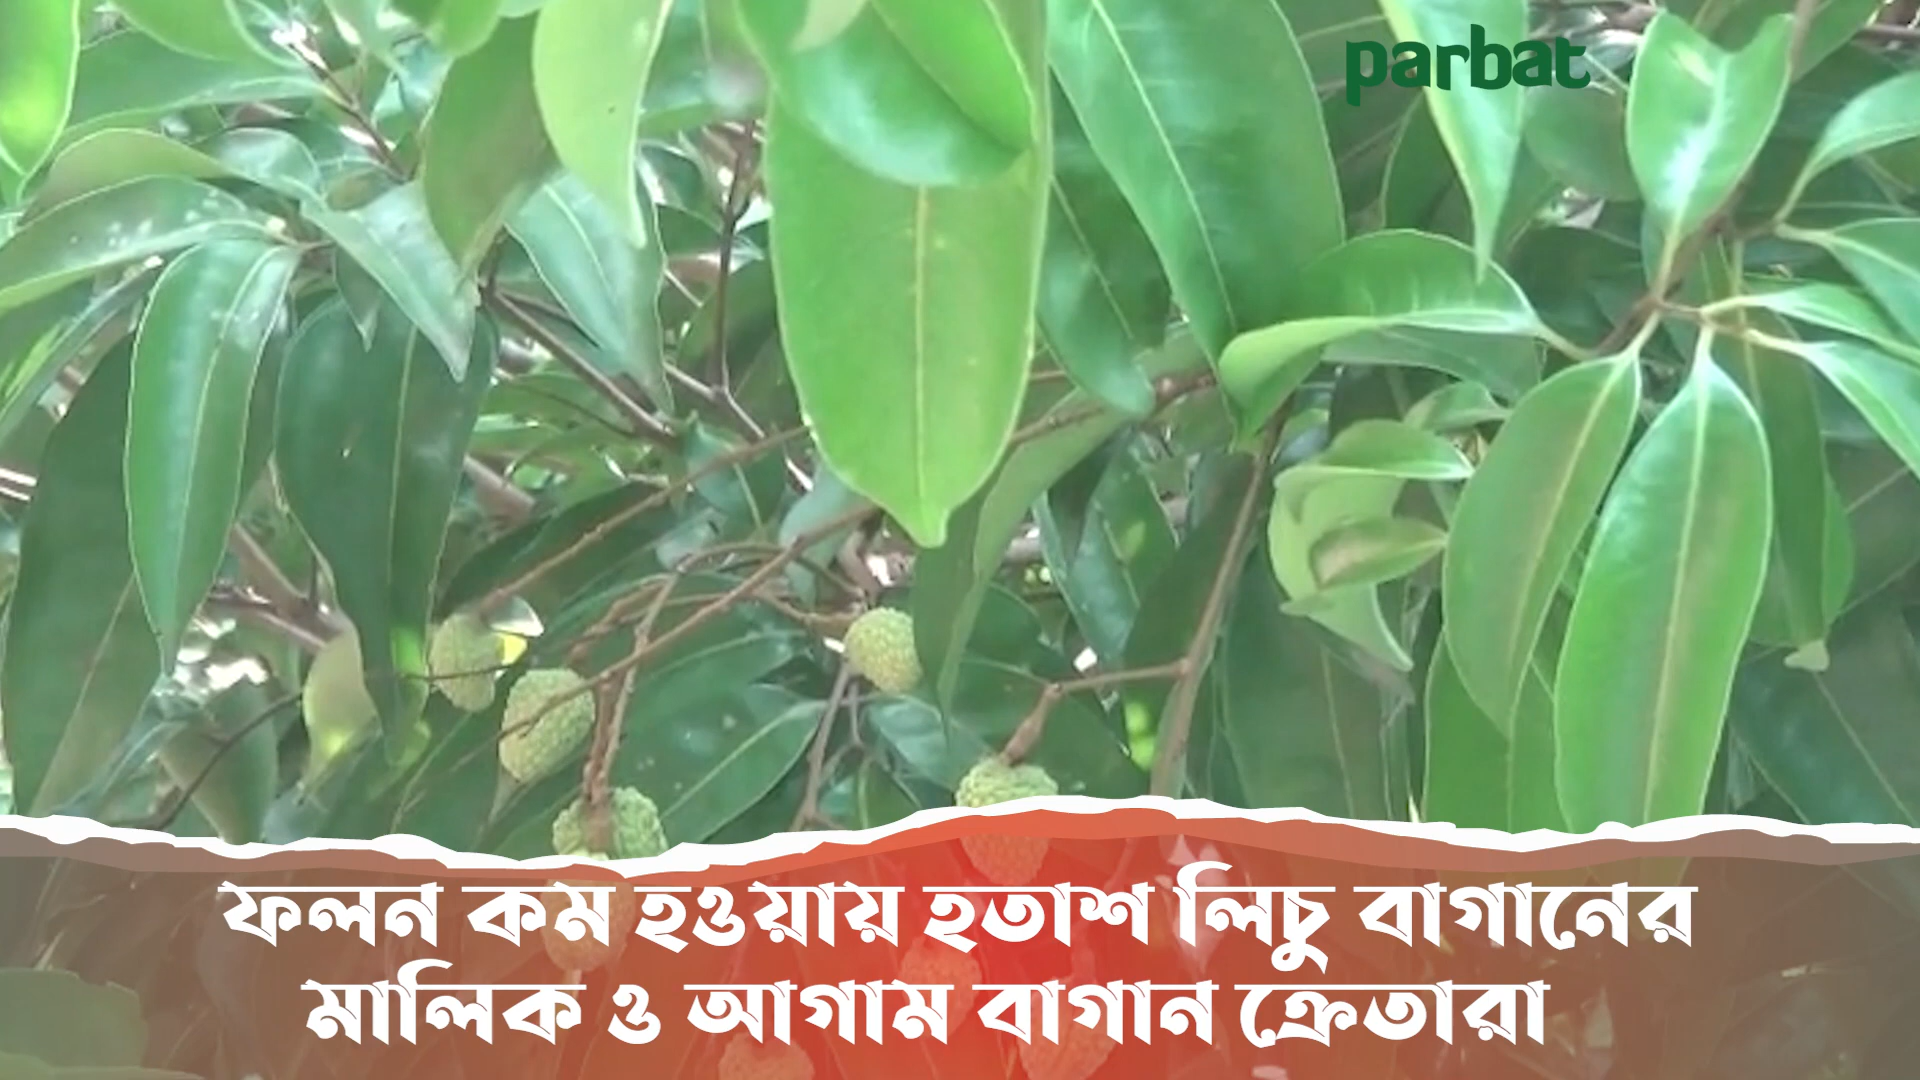 parbat
ফলন কম হওয়ায় হতাশ লিচু বাগানের
মালিক ও আগাম বাগান ক্রেতারা